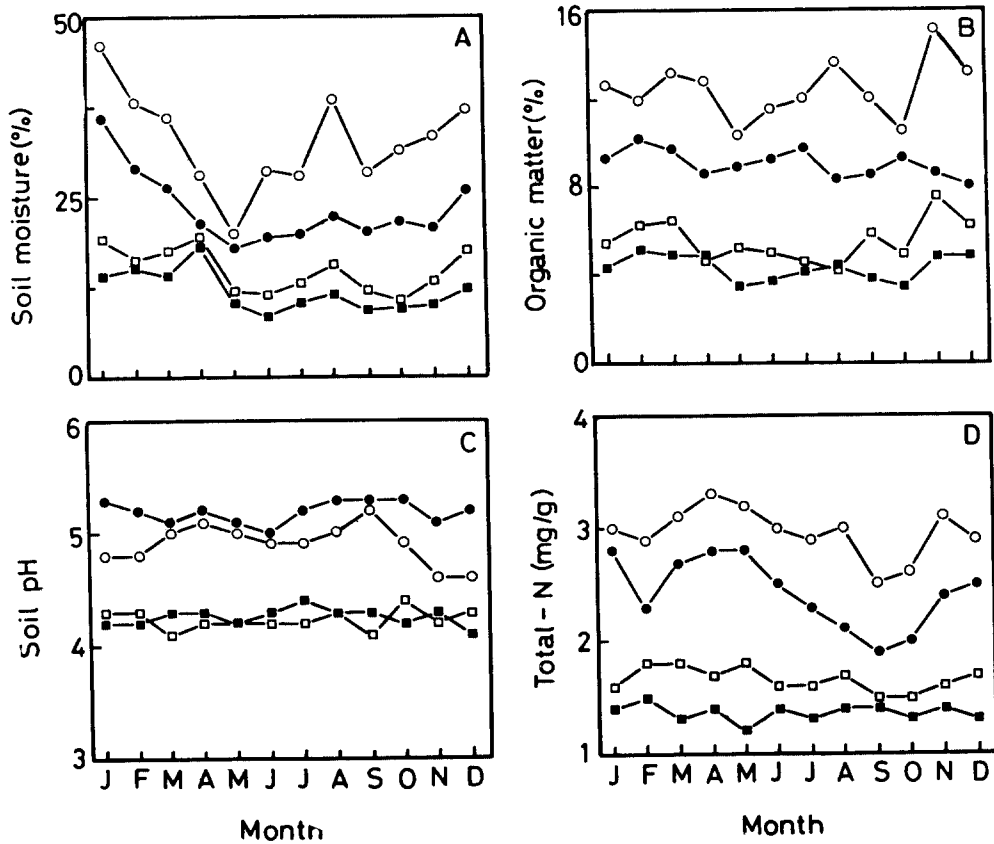 A
50
25
0
Soil moisture (%)
B
16
8
0
Organic matter (%)
C
6
5
4
3
Soil pH
J F M A M J J A S O N D
Month
D
4
3
2
1
Total - N (mg/g)
J F M A M J J A S O N D
Month